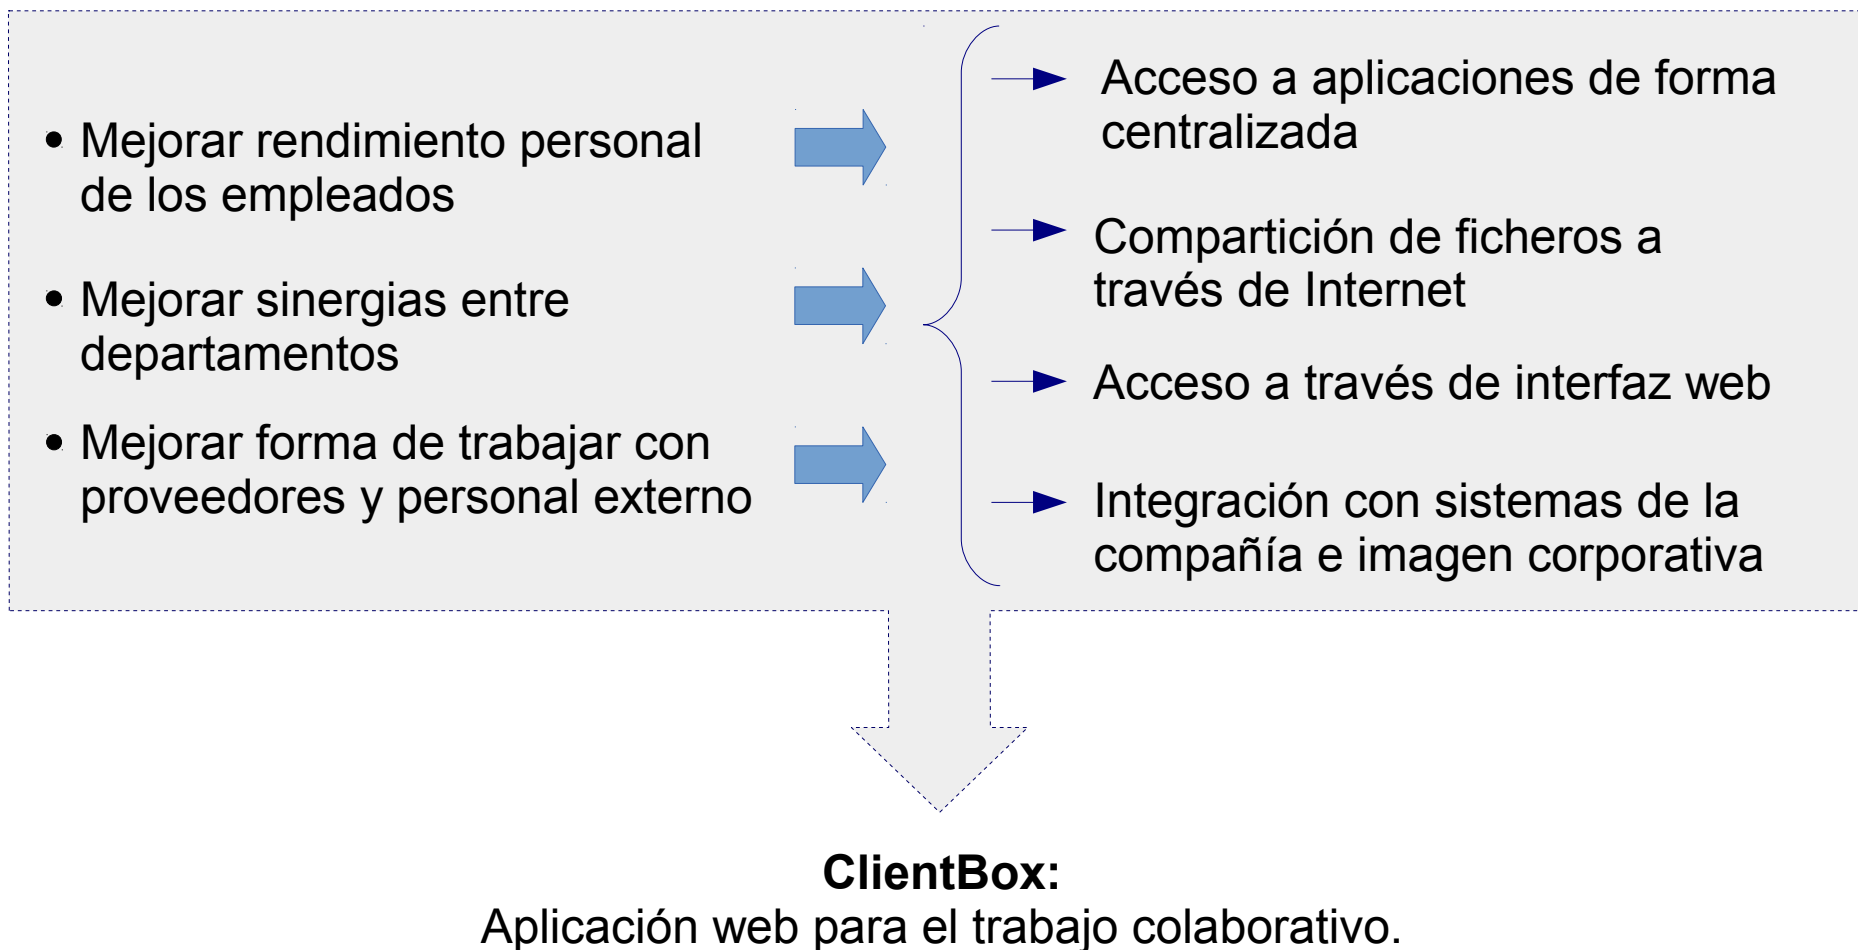 • Mejorar rendimiento personal
de los empleados
• Mejorar sinergias entre
departamentos
• Mejorar forma de trabajar con
proveedores y personal externo
Acceso a aplicaciones de forma
centralizada
Compartición de ficheros a
través de Internet
Acceso a través de interfaz web
Integración con sistemas de la
compañía e imagen corporativa
ClientBox:
Aplicación web para el trabajo colaborativo.